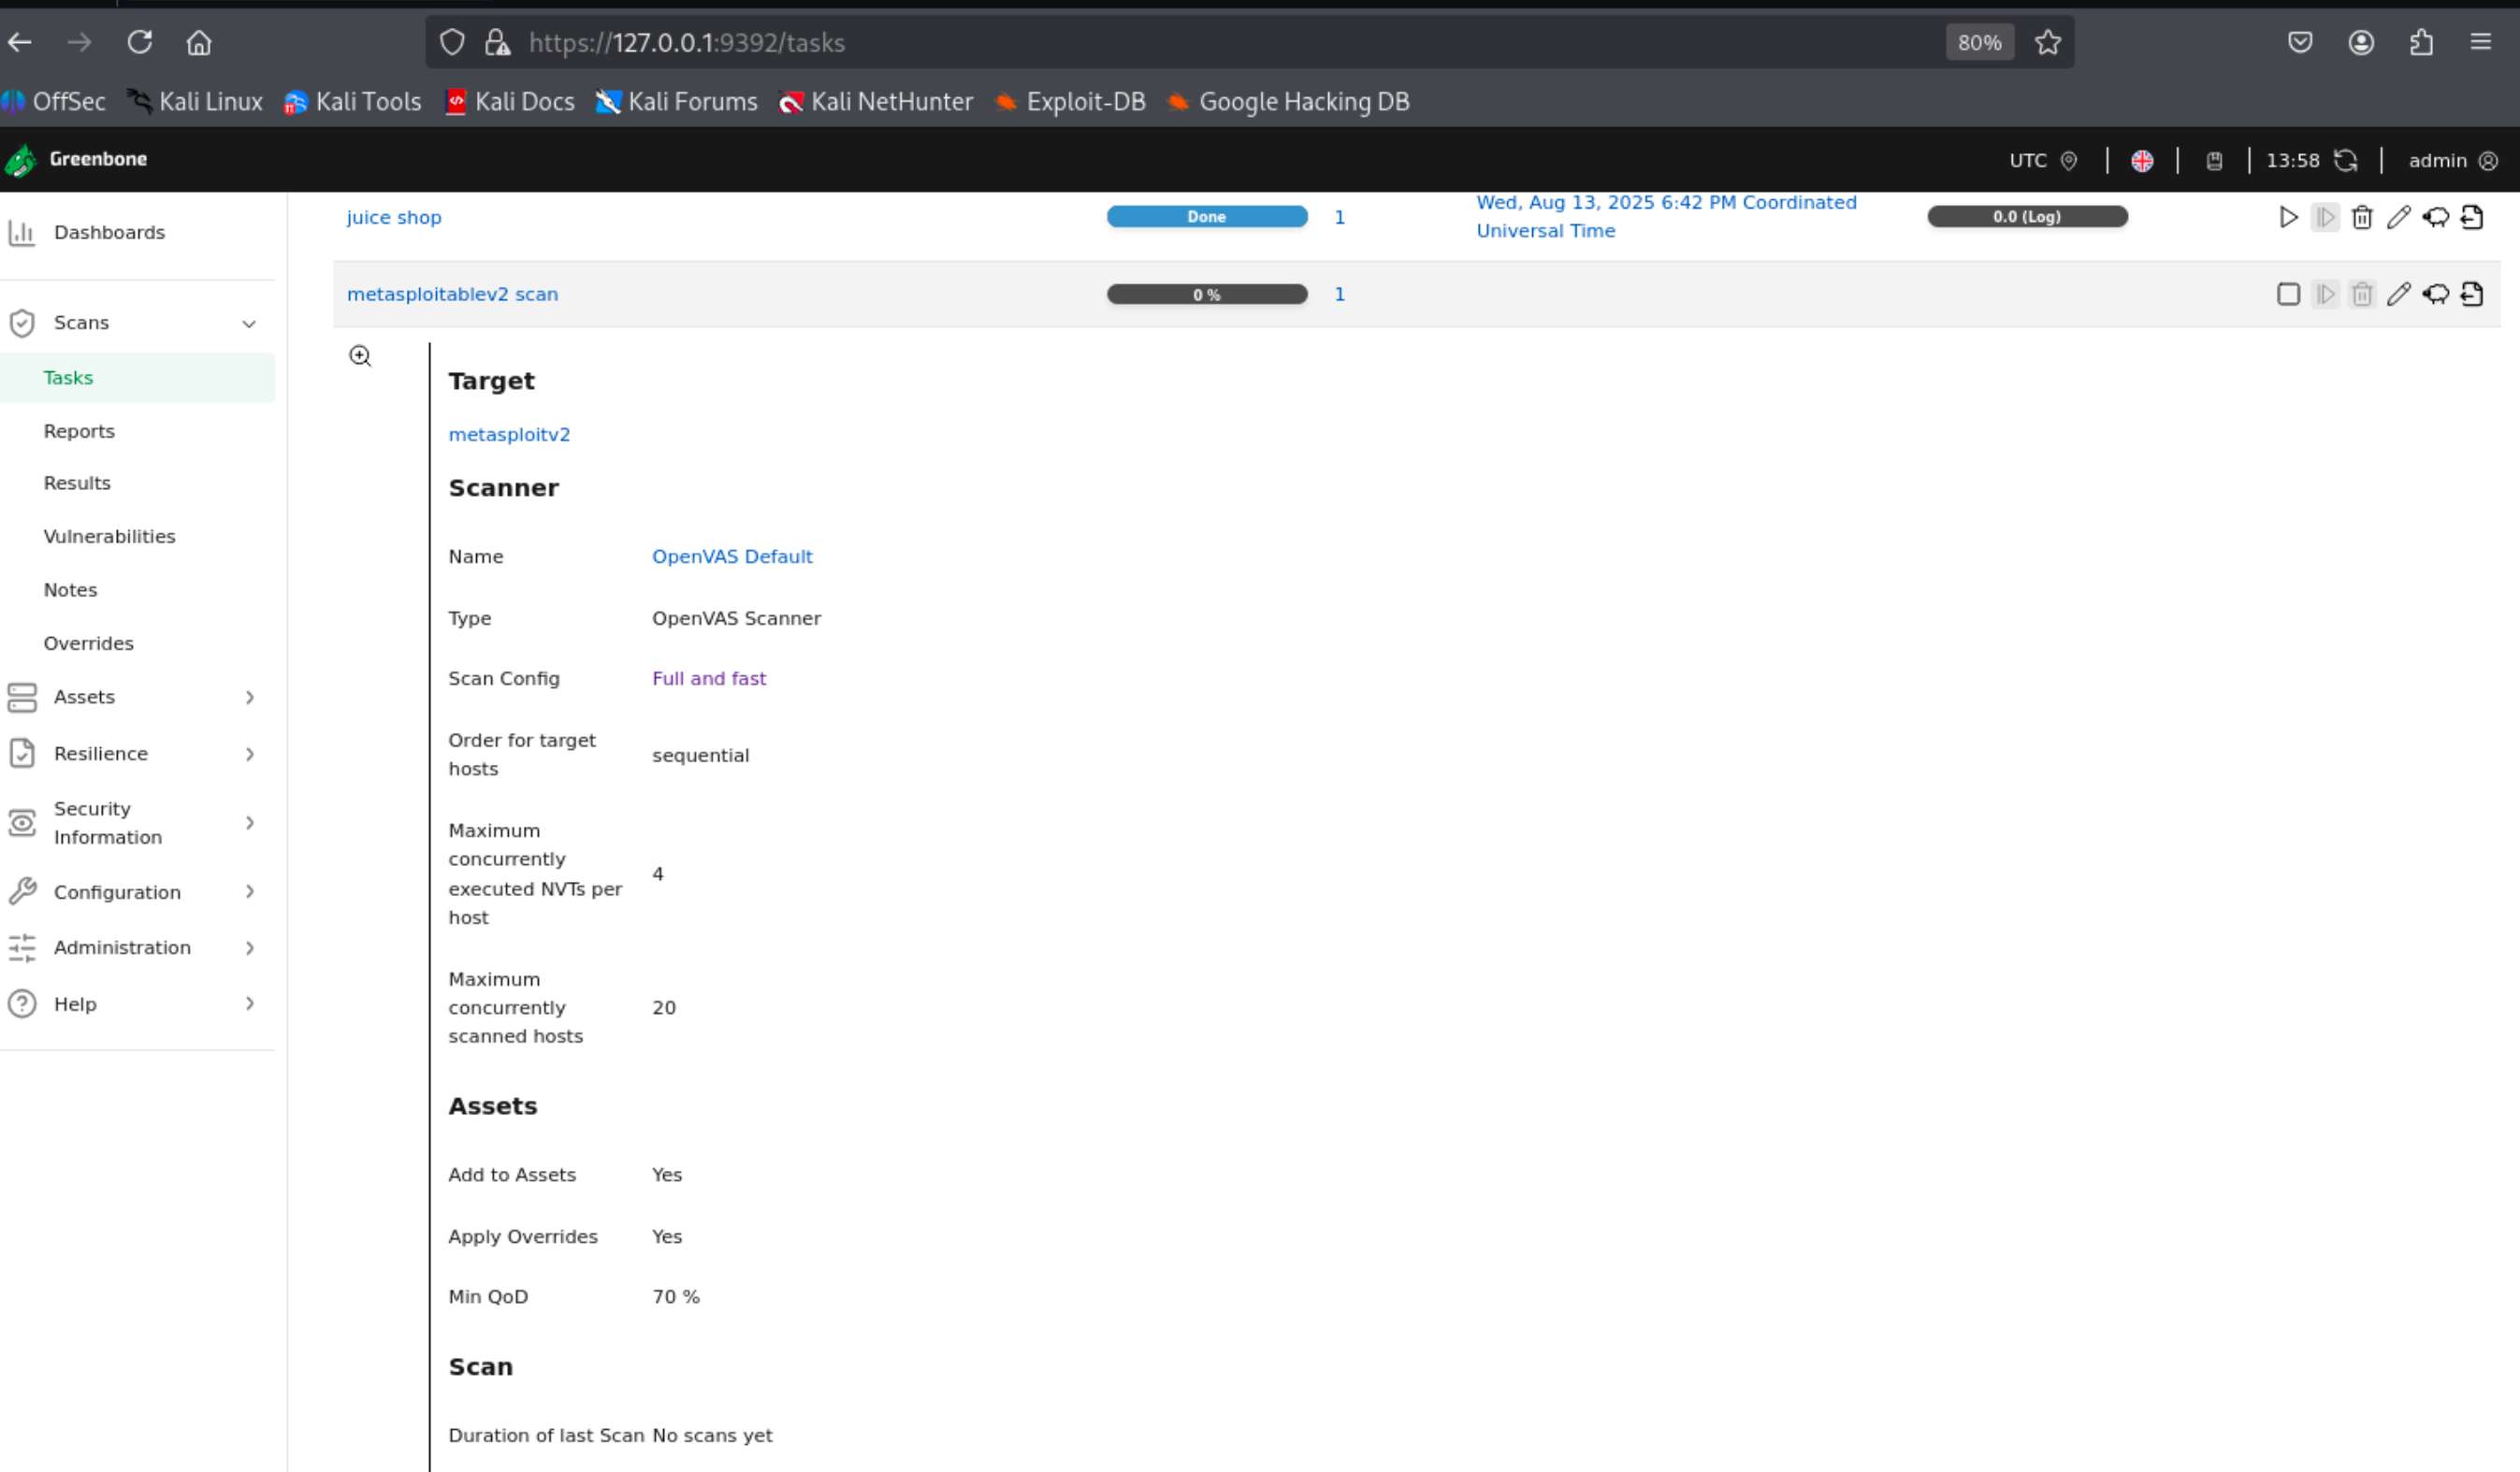 https://127.0.0.1:9392/tasks
80%
OffSec
Kali Linux
Kali Tools
Kali Docs
Kali Forums
Kali NetHunter
Exploit-DB
Google Hacking DB
Greenbone
UTC
13:58
admin
Dashboards
Scans
Tasks
Reports
Results
Vulnerabilities
Notes
Overrides
Assets
Resilience
Security
Information
Configuration
Administration
Help
juice shop
Done
1
Wed, Aug 13, 2025 6:42 PM Coordinated
Universal Time
0.0 (Log)
metasploitablev2 scan
0 %
1
Target
metasploitv2
Scanner
Name
OpenVAS Default
Type
OpenVAS Scanner
Scan Config
Full and fast
Order for target
hosts
sequential
Maximum
concurrently
executed NVTs per
host
4
Maximum
concurrently
scanned hosts
20
Assets
Add to Assets
Yes
Apply Overrides
Yes
Min QoD
70 %
Scan
Duration of last Scan
No scans yet